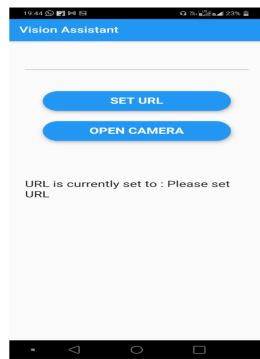 19:44 23%
Vision Assistant
SET URL
OPEN CAMERA
URL is currently set to : Please set
URL